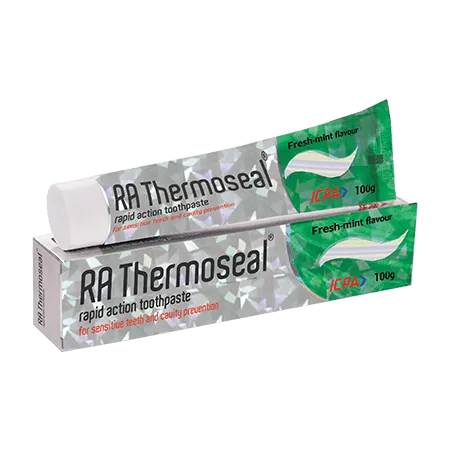 Fresh-mint flavour
RA Thermoseal®
rapid action toothpaste
for sensitive teeth and cavity prevention
ICPA
100g
Fresh-mint flavour
RA Thermoseal®
rapid action toothpaste
for sensitive teeth and cavity prevention
ICPA
100g